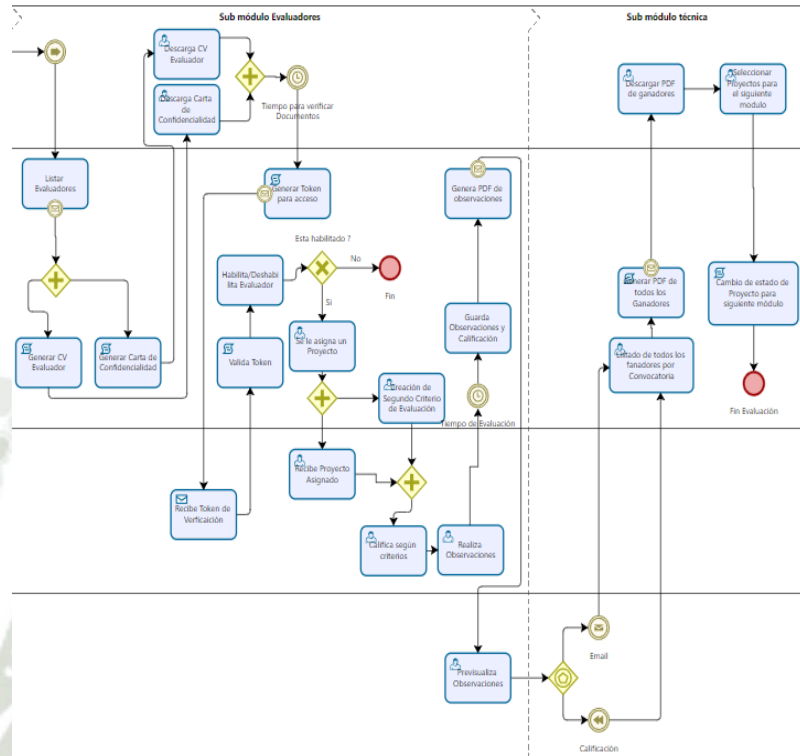 Sub módulo Evaluadores
Sub módulo técnica
Descarga CV
Evaluador
Descarga Carta
de
Confidencialidad
Tiempo para verificar
Documentos
Descargar PDF
de ganadores
Seleccionar
Proyectos para
el siguiente
modulo
Listar
Evaluadores
Generar Token
para acceso
Genera PDF de
observaciones
Esta habilitado ?
No
Fin
Si
Habilita/Deshabi
lita Evaluador
Generar PDF de
todos los
Ganadores
Cambio de estado de
Proyecto para
siguiente módulo
Generar CV
Evaluador
Generar Carta de
Confidencialidad
Valida Token
Se le asigna un
Proyecto
Guarda
Observaciones y
Calificación
Listado de todos los
fanadores por
Convocatoria
Creación de
Segundo Criterio
de Evaluación
Tiempo de Evaluación
Fin Evaluación
Recibe Proyecto
Asignado
Recibe Token de
Verficaición
Califica según
criterios
Realiza
Observaciones
Previsualiza
Observaciones
Email
Calificación